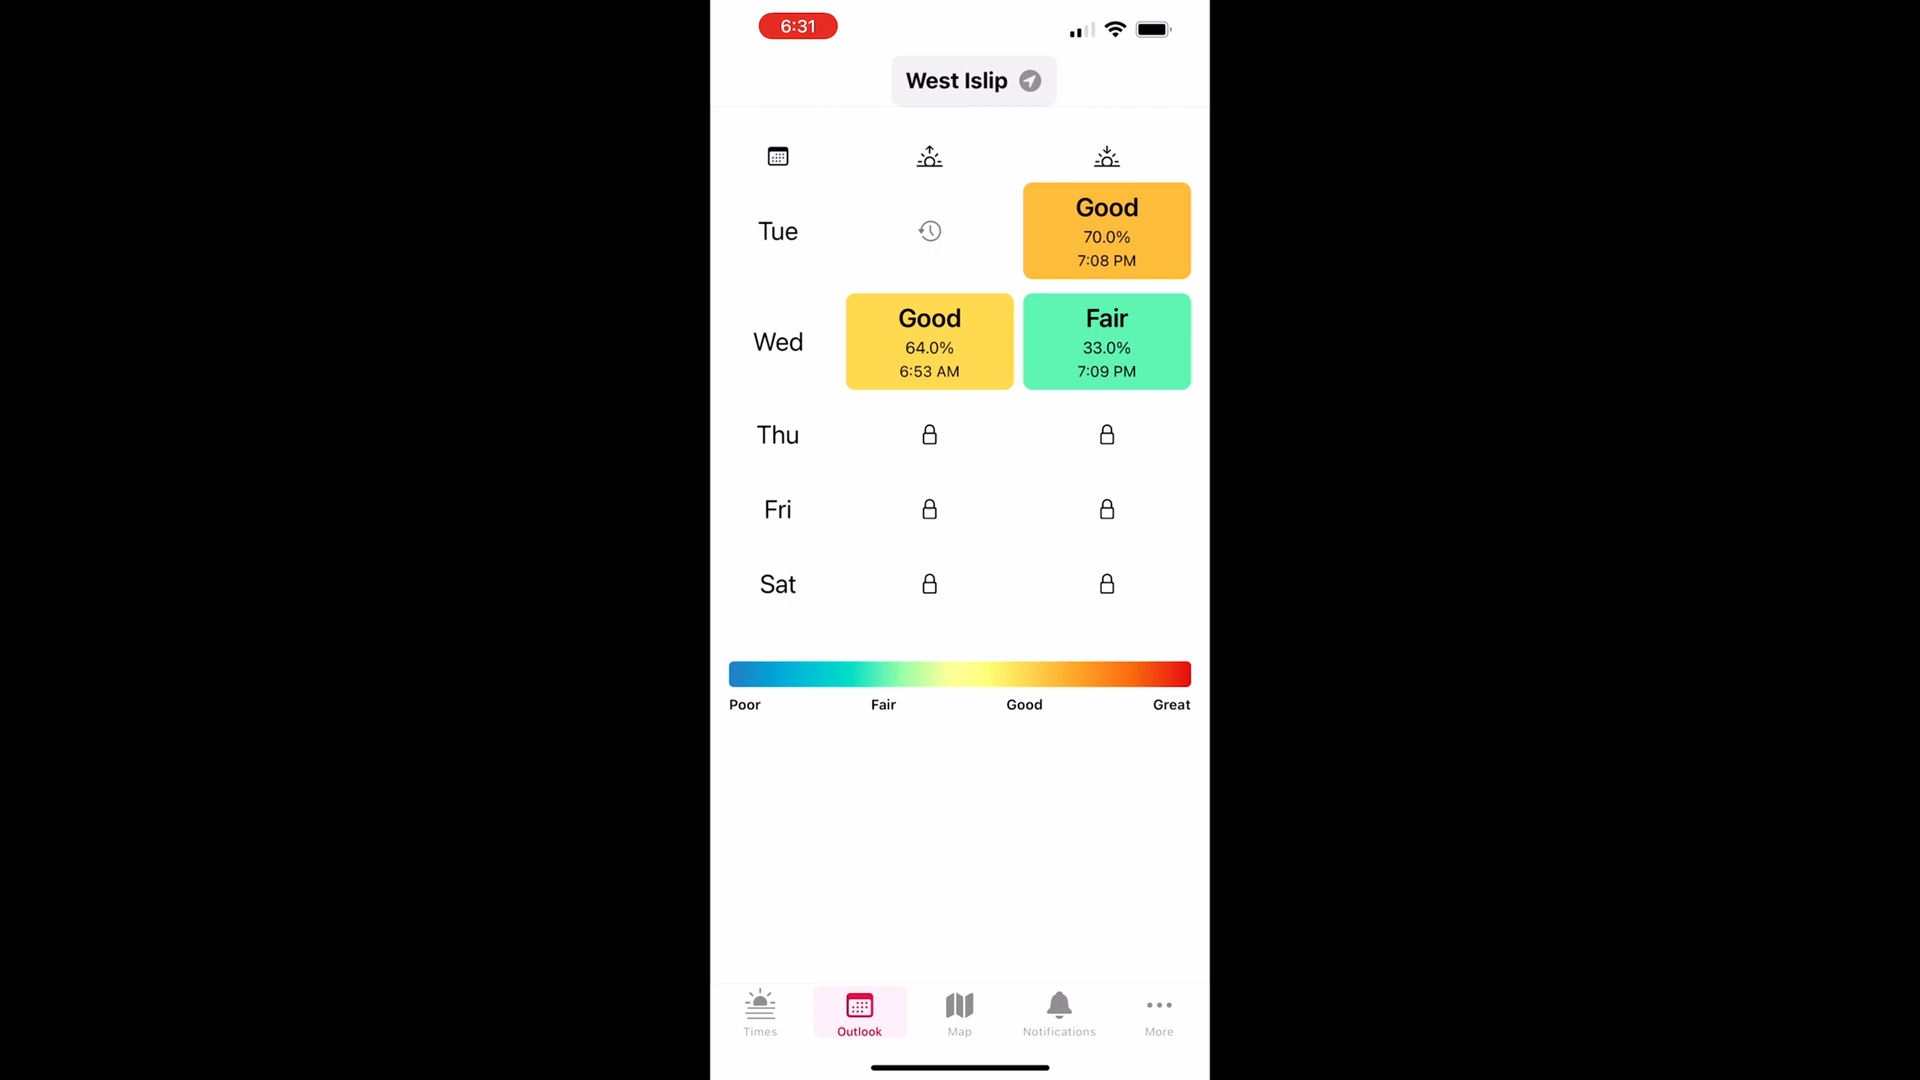 6:31
West Islip
Tue
Good
70.0%
7:08 PM
Wed
Good
64.0%
6:53 AM
Fair
33.0%
7:09 PM
Thu
Fri
Sat
Poor
Fair
Good
Great
Times
Outlook
Map
Notifications
More